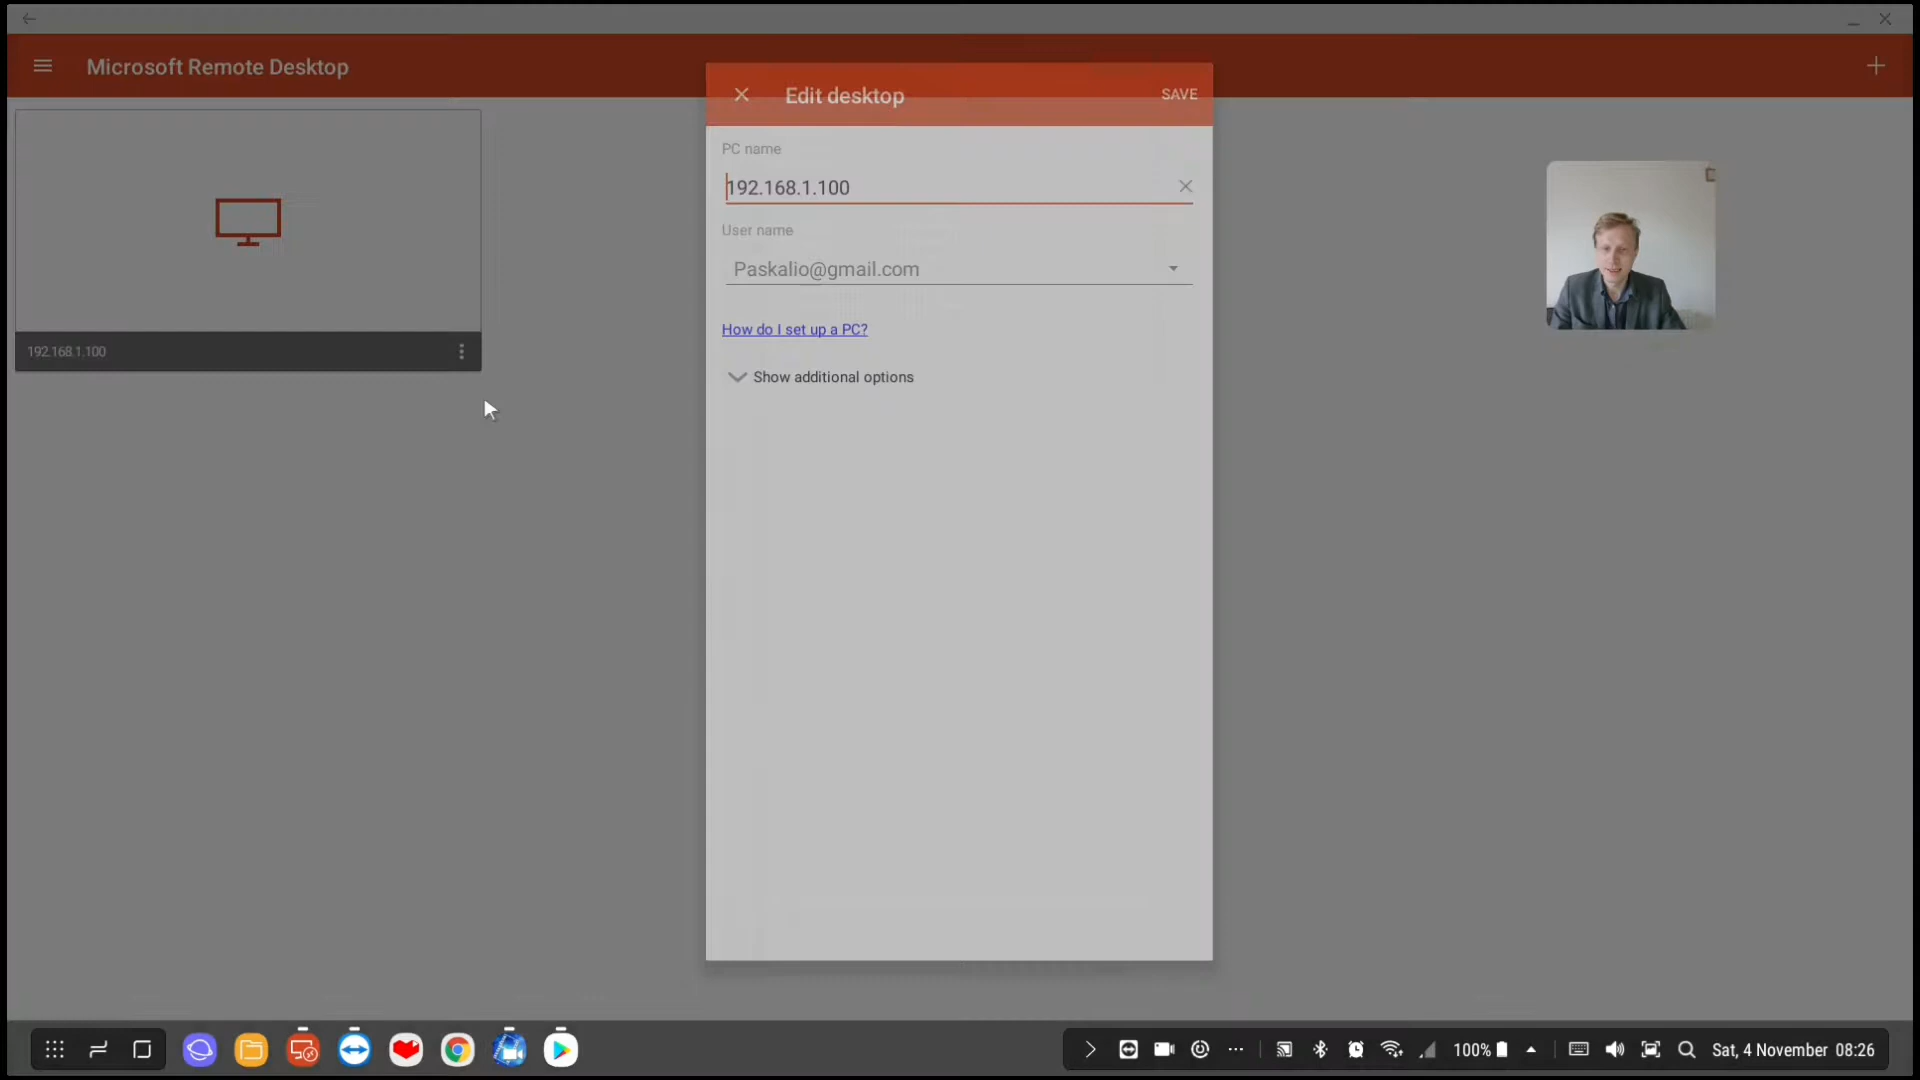 Microsoft Remote Desktop
Edit desktop
SAVE
PC name
192.168.1.100
User name
Paskalio@gmail.com
How do I set up a PC?
Show additional options
192.168.1.100
100%
Sat, 4 November 08:26